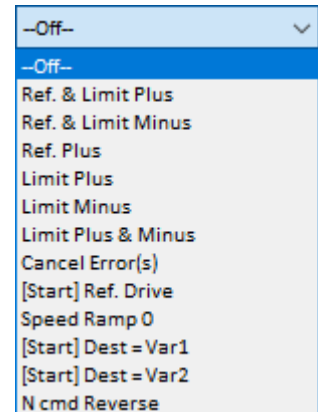 --Off--
--Off--
Ref. & Limit Plus
Ref. & Limit Minus
Ref. Plus
Limit Plus
Limit Minus
Limit Plus & Minus
Cancel Error(s)
[Start] Ref. Drive
Speed Ramp 0
[Start] Dest = Var1
[Start] Dest = Var2
N cmd Reverse